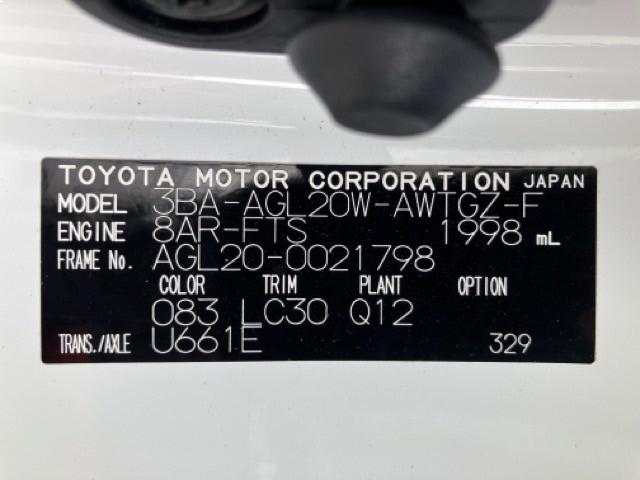 TOYOTA MOTOR CORPORATION JAPAN
MODEL 3BA-AGL20W-AWTGZ-F
ENGINE 8AR-FTS 1998 mL
FRAME No. AGL20-0021798
COLOR TRIM PLANT OPTION
083 LC30 Q12
TRANS./AXLE U661E 329